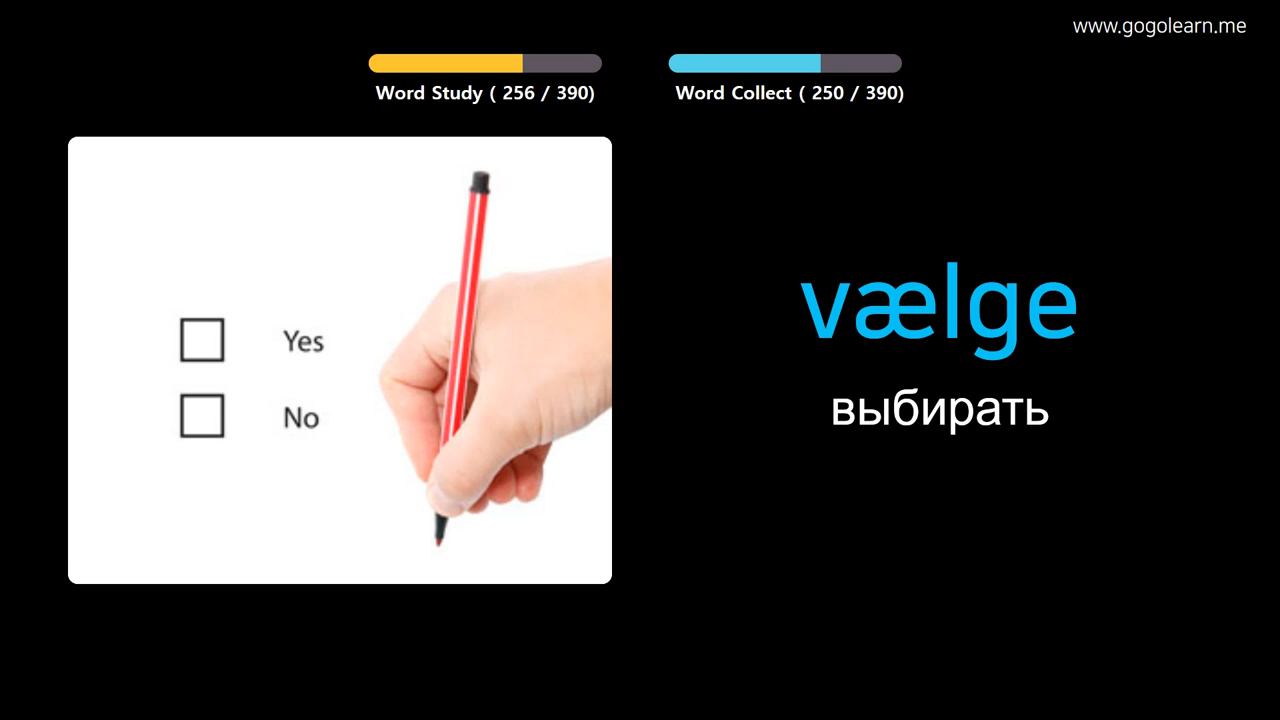 www.gogolearn.me
Word Study ( 256 / 390)
Word Collect ( 250 / 390)
Yes
No
vælge
выбирать